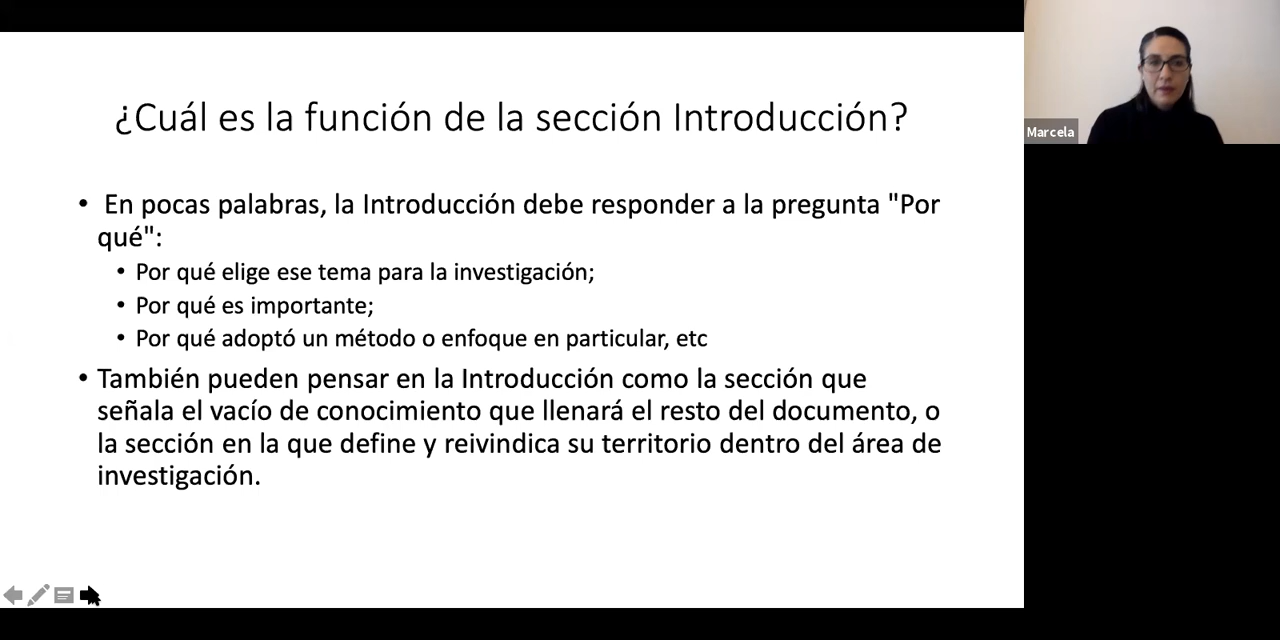 ¿Cuál es la función de la sección Introducción?
• En pocas palabras, la Introducción debe responder a la pregunta "Por
qué":
• Por qué elige ese tema para la investigación;
• Por qué es importante;
• Por qué adoptó un método o enfoque en particular, etc
• También pueden pensar en la Introducción como la sección que
señala el vacío de conocimiento que llenará el resto del documento, o
la sección en la que define y reivindica su territorio dentro del área de
investigación.
Marcela